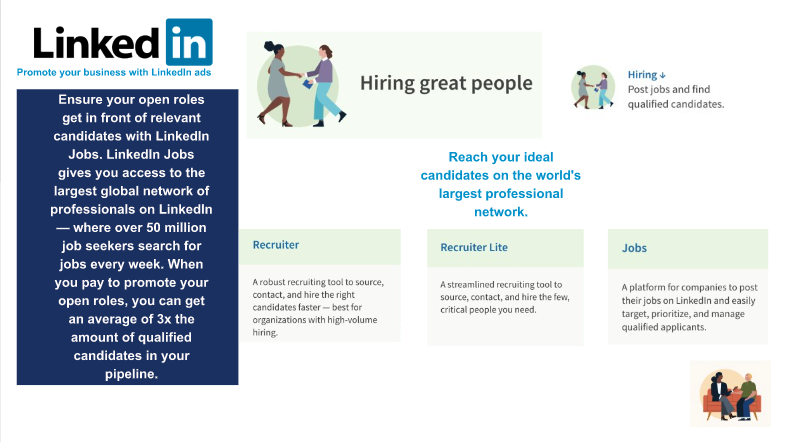 Linked in
Promote your business with LinkedIn ads
Ensure your open roles
get in front of relevant
candidates with LinkedIn
Jobs. LinkedIn Jobs
gives you access to the
largest global network of
professionals on LinkedIn
— where over 50 million
job seekers search for
jobs every week. When
you pay to promote your
open roles, you can get
an average of 3x the
amount of qualified
candidates in your
pipeline.
Hiring great people
Hiring ↓
Post jobs and find
qualified candidates.
Reach your ideal
candidates on the world's
largest professional
network.
Recruiter
A robust recruiting tool to source,
contact, and hire the right
candidates faster — best for
organizations with high-volume
hiring.
Recruiter Lite
A streamlined recruiting tool to
source, contact, and hire the few,
critical people you need.
Jobs
A platform for companies to post
their jobs on LinkedIn and easily
target, prioritize, and manage
qualified applicants.